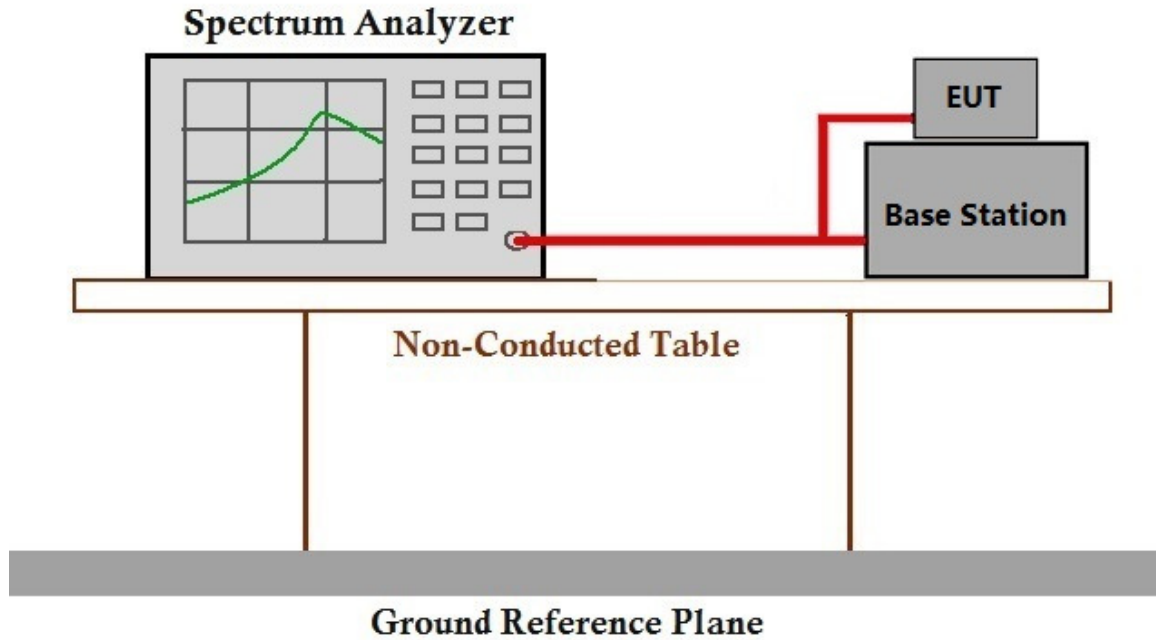 Spectrum Analyzer
EUT
Base Station
Non-Conducted Table
Ground Reference Plane